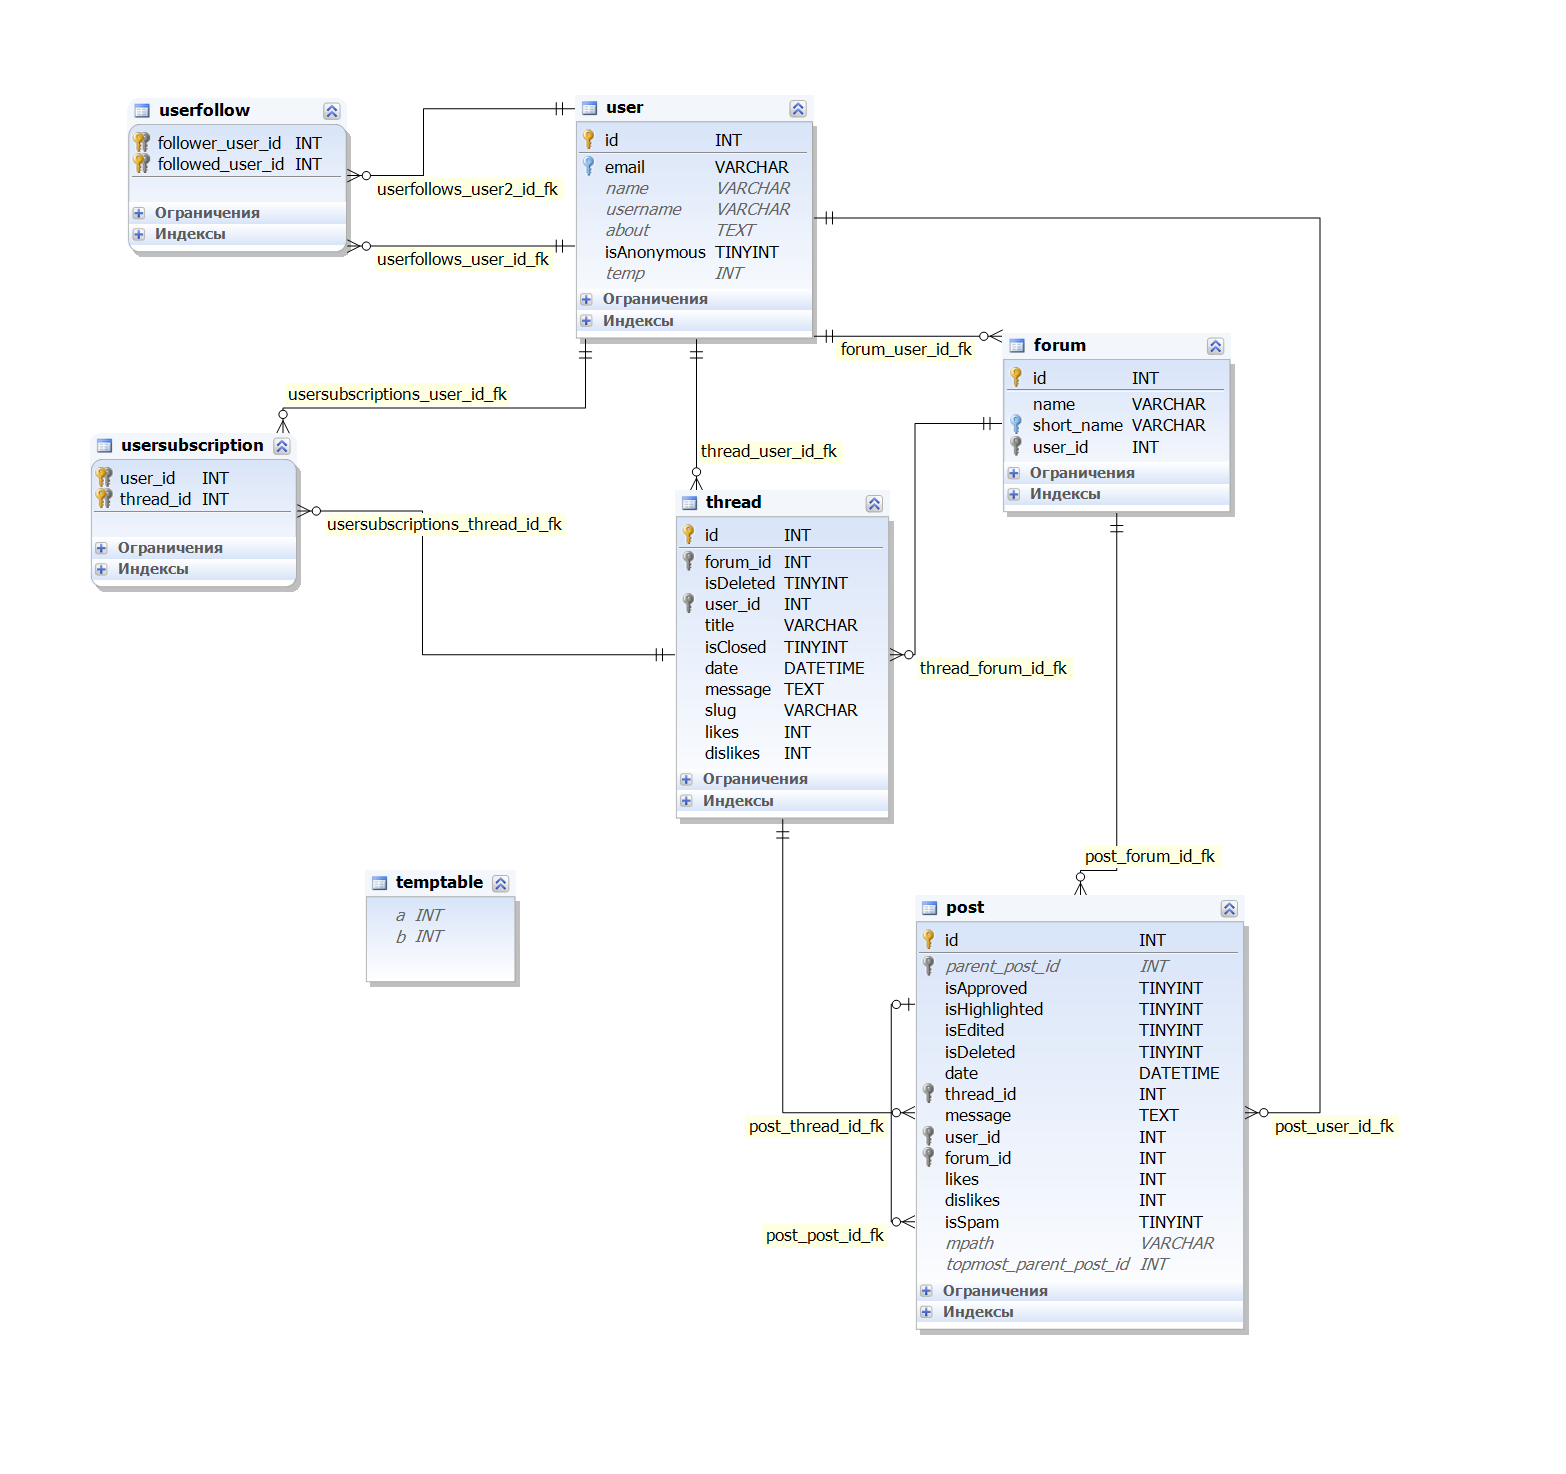 userfollow
follower_user_id INT
followed_user_id INT
Ограничения
Индексы
userfollows_user2_id_fk
userfollows_user_id_fk
user
id INT
email VARCHAR
name VARCHAR
username VARCHAR
about TEXT
isAnonymous TINYINT
temp INT
Ограничения
Индексы
forum_user_id_fk
forum
id INT
name VARCHAR
short_name VARCHAR
user_id INT
Ограничения
Индексы
usersubscriptions_user_id_fk
usersubscription
user_id INT
thread_id INT
Ограничения
Индексы
usersubscriptions_thread_id_fk
thread_user_id_fk
thread
id INT
forum_id INT
isDeleted TINYINT
user_id INT
title VARCHAR
isClosed TINYINT
date DATETIME
message TEXT
slug VARCHAR
likes INT
dislikes INT
Ограничения
Индексы
thread_forum_id_fk
temptable
a INT
b INT
post_forum_id_fk
post
id INT
parent_post_id INT
isApproved TINYINT
isHighlighted TINYINT
isEdited TINYINT
isDeleted TINYINT
date DATETIME
thread_id INT
message TEXT
user_id INT
forum_id INT
likes INT
dislikes INT
isSpam TINYINT
mpath VARCHAR
topmost_parent_post_id INT
Ограничения
Индексы
post_thread_id_fk
post_user_id_fk
post_post_id_fk